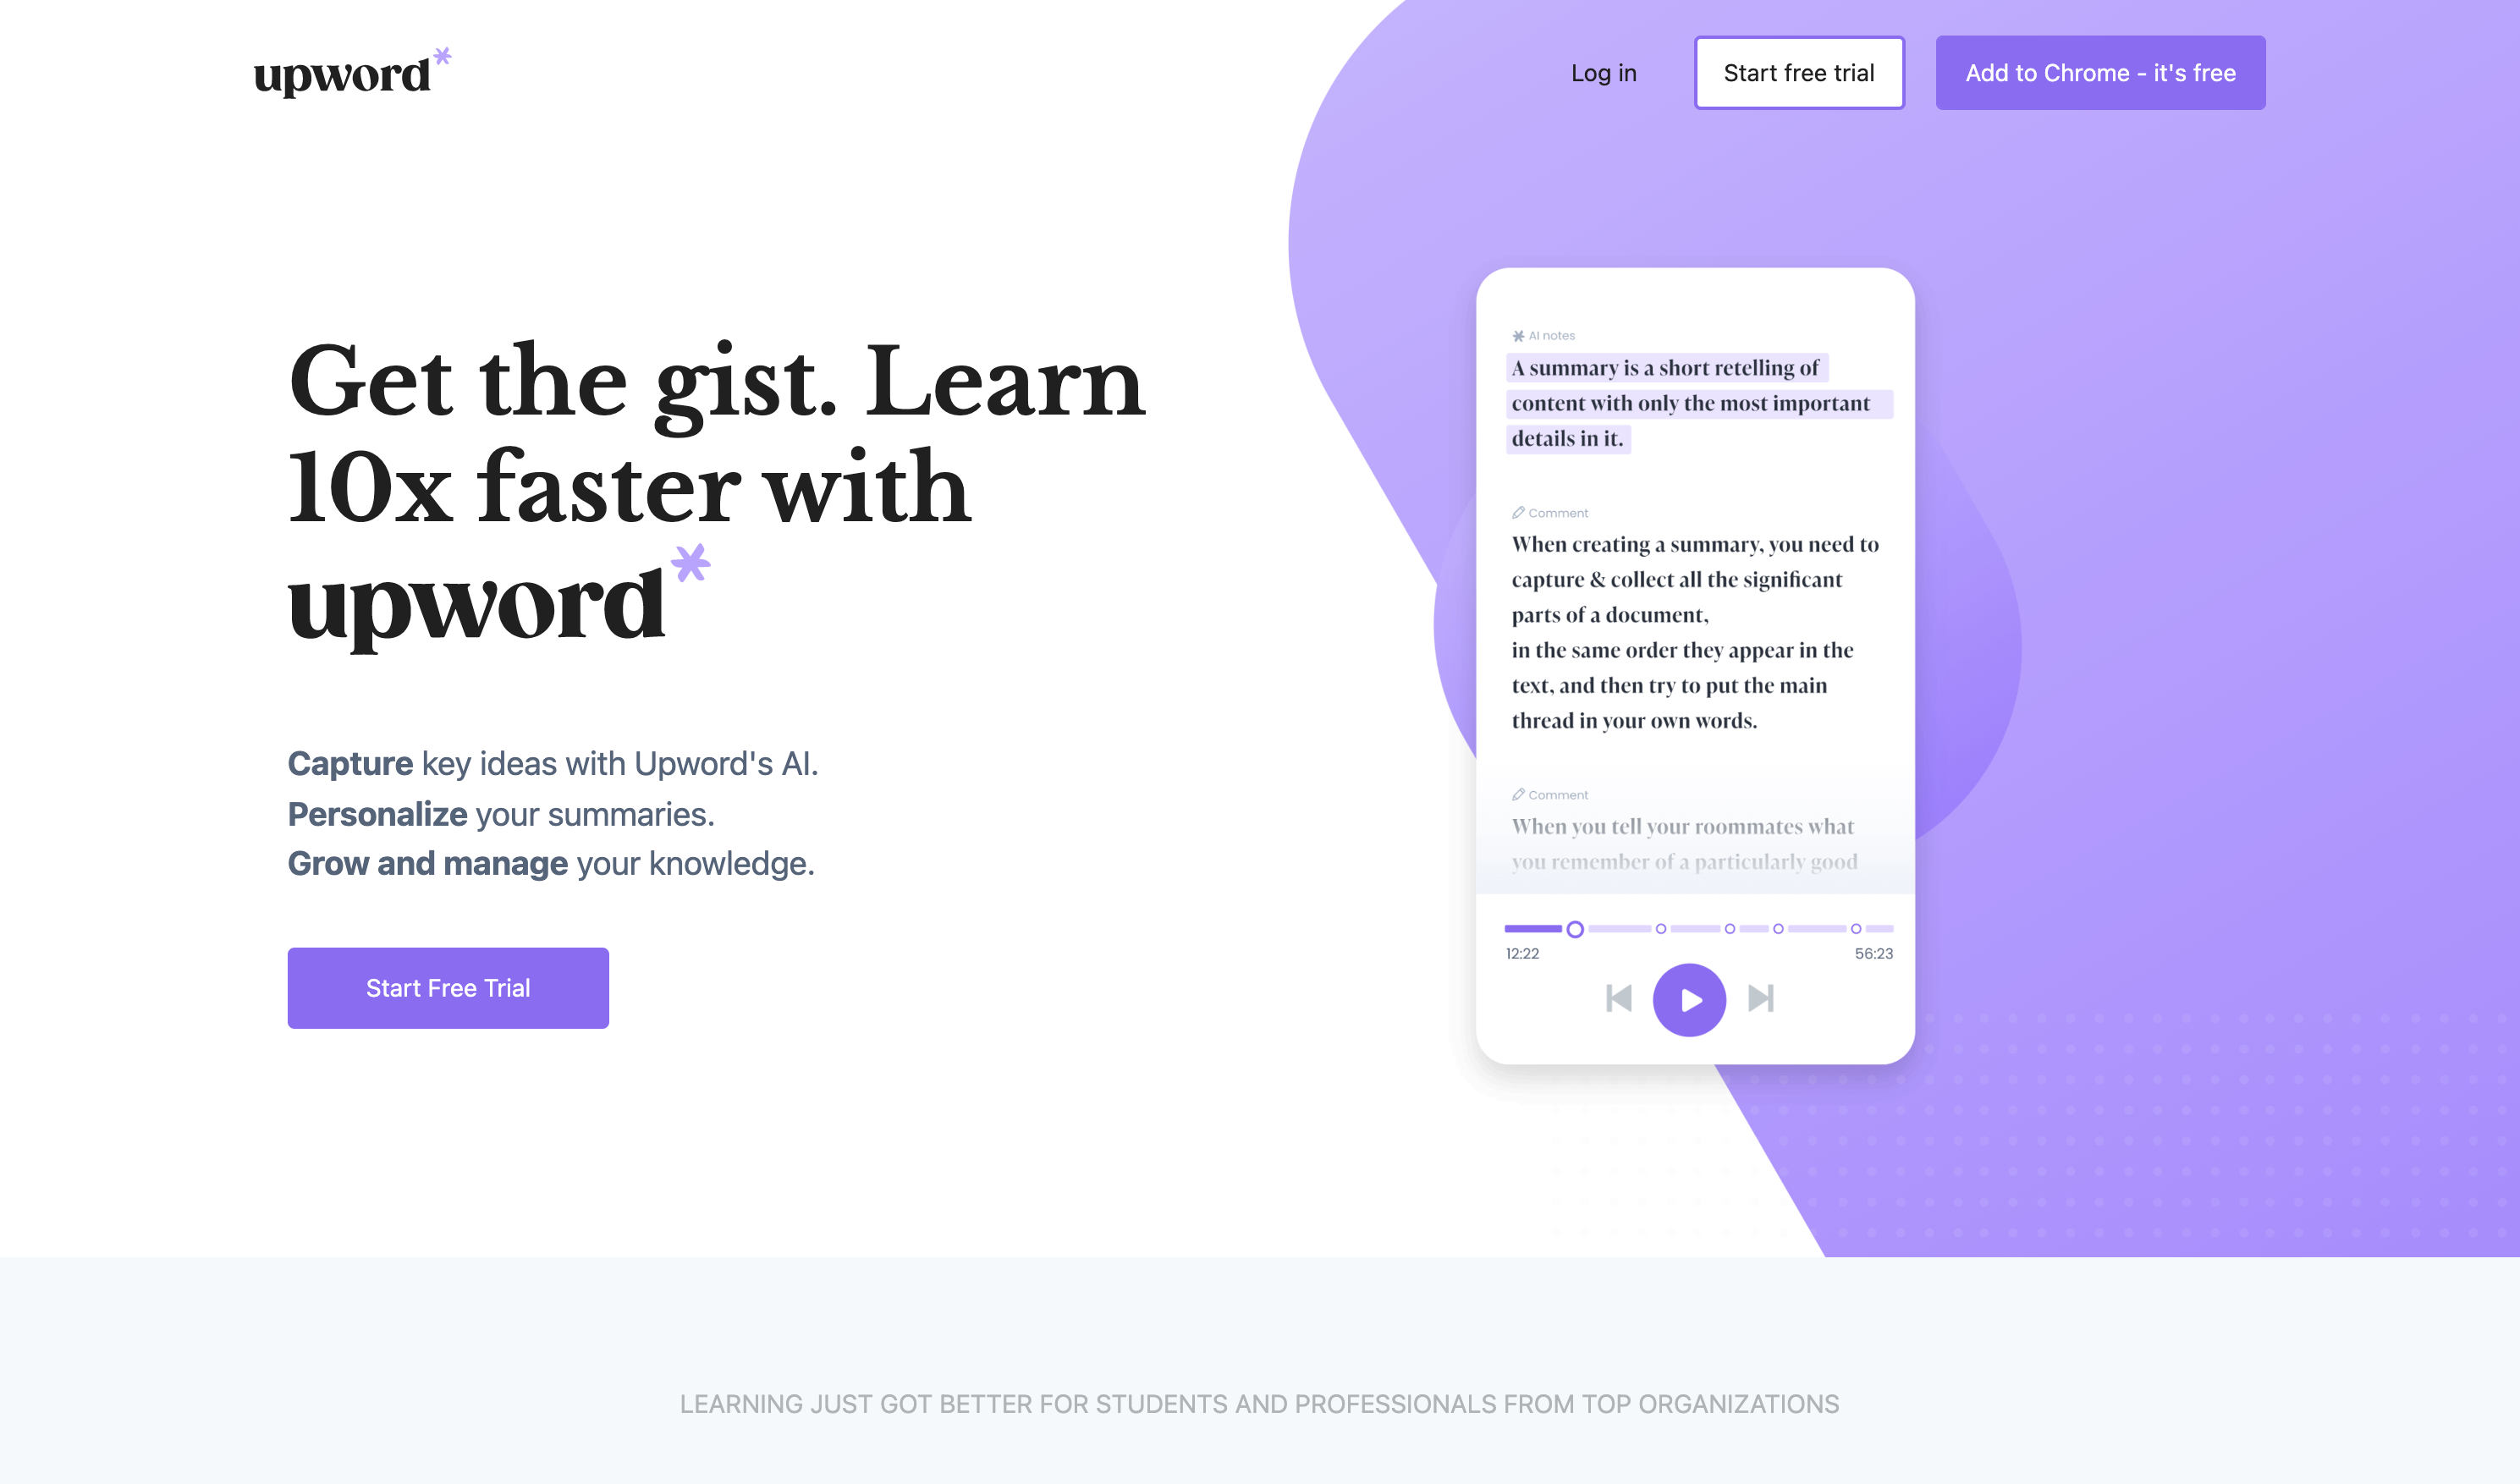 upword
Log in
Start free trial
Add to Chrome - it's free
Get the gist. Learn
10x faster with
upword
Capture key ideas with Upword's AI.
Personalize your summaries.
Grow and manage your knowledge.
Start Free Trial
AI notes
A summary is a short retelling of
content with only the most important
details in it.
Comment
When creating a summary, you need to
capture & collect all the significant
parts of a document,
in the same order they appear in the
text, and then try to put the main
thread in your own words.
Comment
When you tell your roommates what
you remember of a particularly good
12:22
56:23
LEARNING JUST GOT BETTER FOR STUDENTS AND PROFESSIONALS FROM TOP ORGANIZATIONS